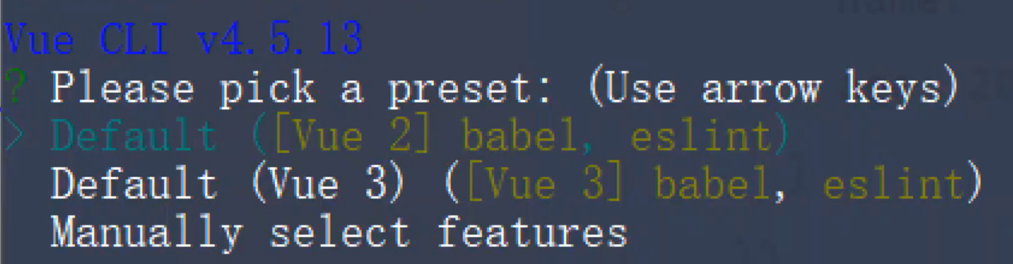 Vue CLI v4.5.13
? Please pick a preset: (Use arrow keys)
> Default ([Vue 2] babel, eslint)
Default (Vue 3) ([Vue 3] babel, eslint)
Manually select features